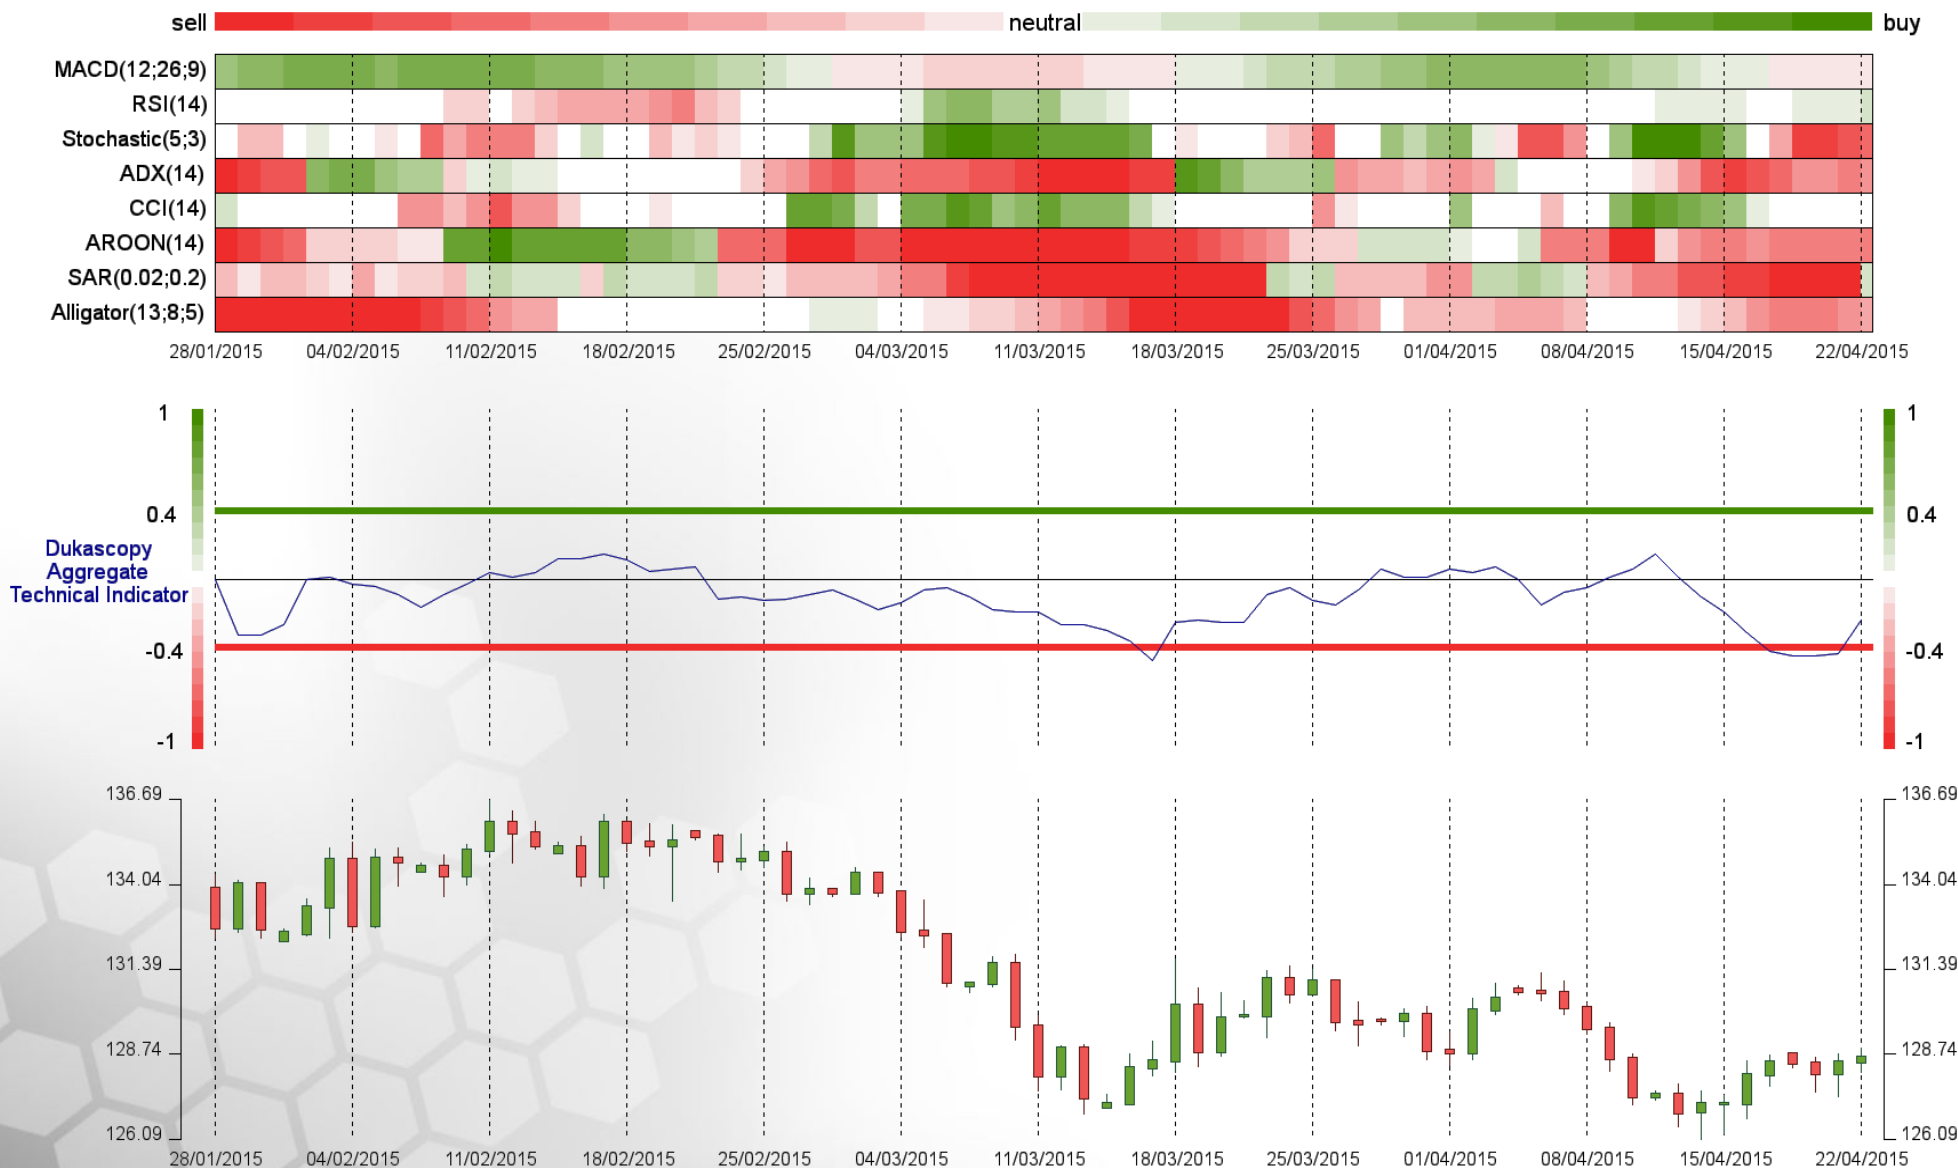 sell neutral buy
MACD(12;26;9)
RSI(14)
Stochastic(5;3)
ADX(14)
CCI(14)
AROON(14)
SAR(0.02;0.2)
Alligator(13;8;5)
28/01/2015 04/02/2015 11/02/2015 18/02/2015 25/02/2015 04/03/2015 11/03/2015 18/03/2015 25/03/2015 01/04/2015 08/04/2015 15/04/2015 22/04/2015
1 1
0.4 0.4
Dukascopy
Aggregate
Technical Indicator
-0.4 -0.4
-1 -1
136.69 136.69
134.04 134.04
131.39 131.39
128.74 128.74
126.09 126.09
28/01/2015 04/02/2015 11/02/2015 18/02/2015 25/02/2015 04/03/2015 11/03/2015 18/03/2015 25/03/2015 01/04/2015 08/04/2015 15/04/2015 22/04/2015